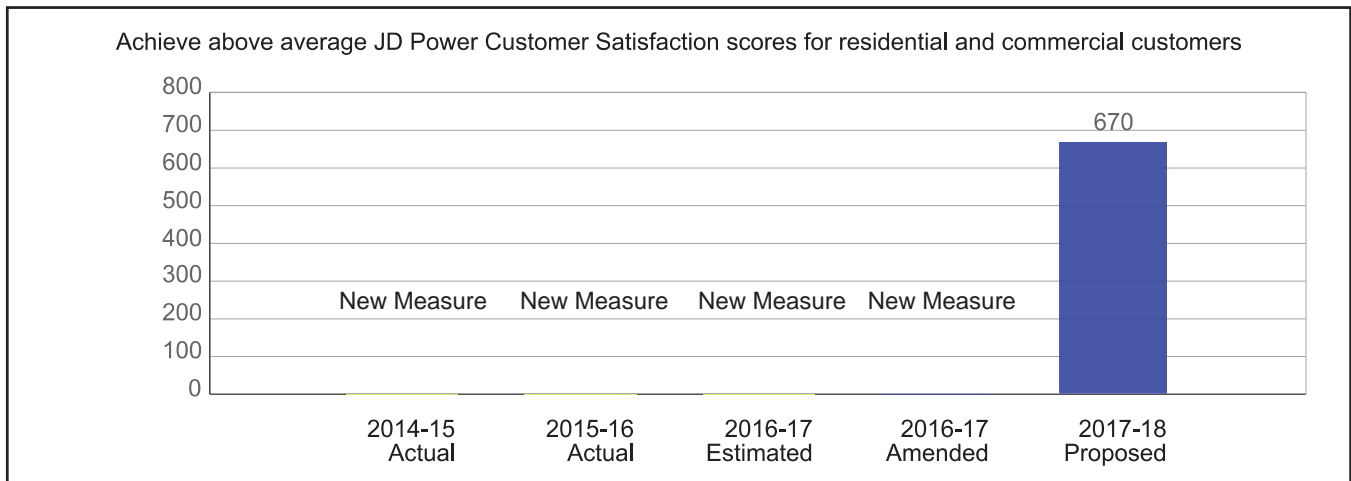 Achieve above average JD Power Customer Satisfaction scores for residential and commercial customers
800
700
600
500
400
300
200
100
0
670
New Measure New Measure New Measure New Measure
2014-15 2015-16 2016-17 2016-17 2017-18
Actual Actual Estimated Amended Proposed